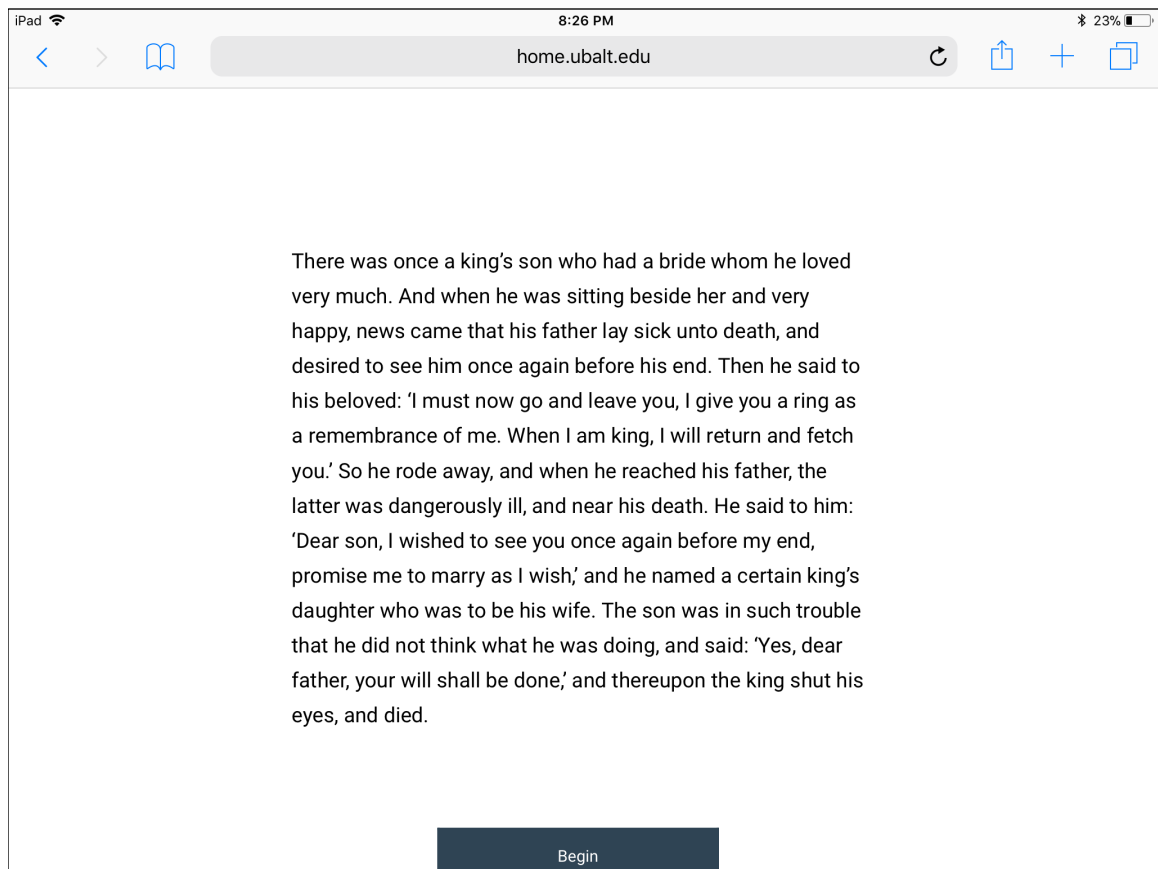 iPad
8:26 PM
23%
home.ubalt.edu
There was once a king’s son who had a bride whom he loved
very much. And when he was sitting beside her and very
happy, news came that his father lay sick unto death, and
desired to see him once again before his end. Then he said to
his beloved: ‘I must now go and leave you, I give you a ring as
a remembrance of me. When I am king, I will return and fetch
you.’ So he rode away, and when he reached his father, the
latter was dangerously ill, and near his death. He said to him:
‘Dear son, I wished to see you once again before my end,
promise me to marry as I wish,’ and he named a certain king’s
daughter who was to be his wife. The son was in such trouble
that he did not think what he was doing, and said: ‘Yes, dear
father, your will shall be done,’ and thereupon the king shut his
eyes, and died.
Begin